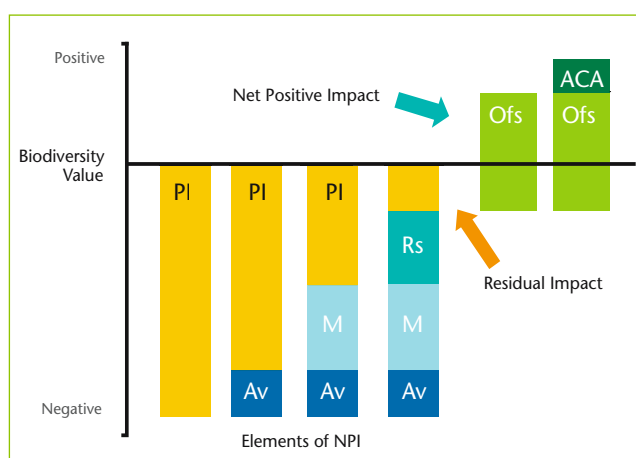 Positive
ACA
Net Positive Impact
Ofs
Ofs
Biodiversity
Value
PI
PI
PI
Rs
Residual Impact
M
M
Av
Av
Av
Negative
Elements of NPI